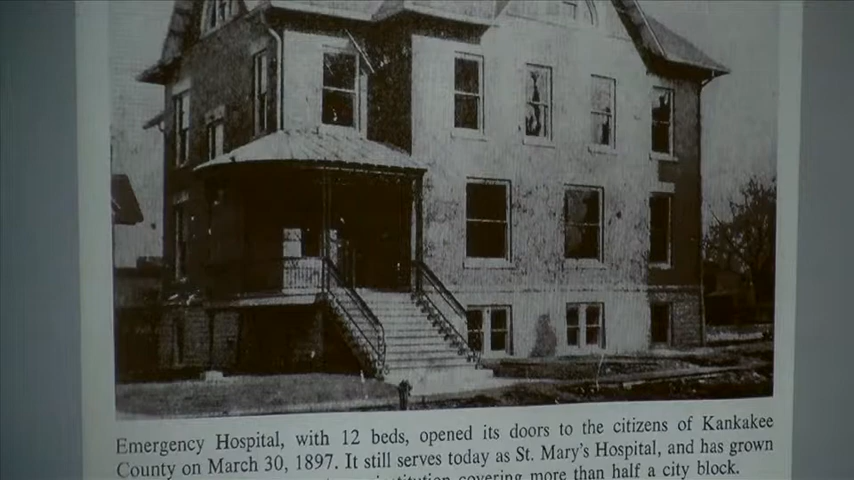 Emergency Hospital, with 12 beds, opened its doors to the citizens of Kankakee
County on March 30, 1897. It still serves today as St. Mary's Hospital, and has grown
institution covering more than half a city block.